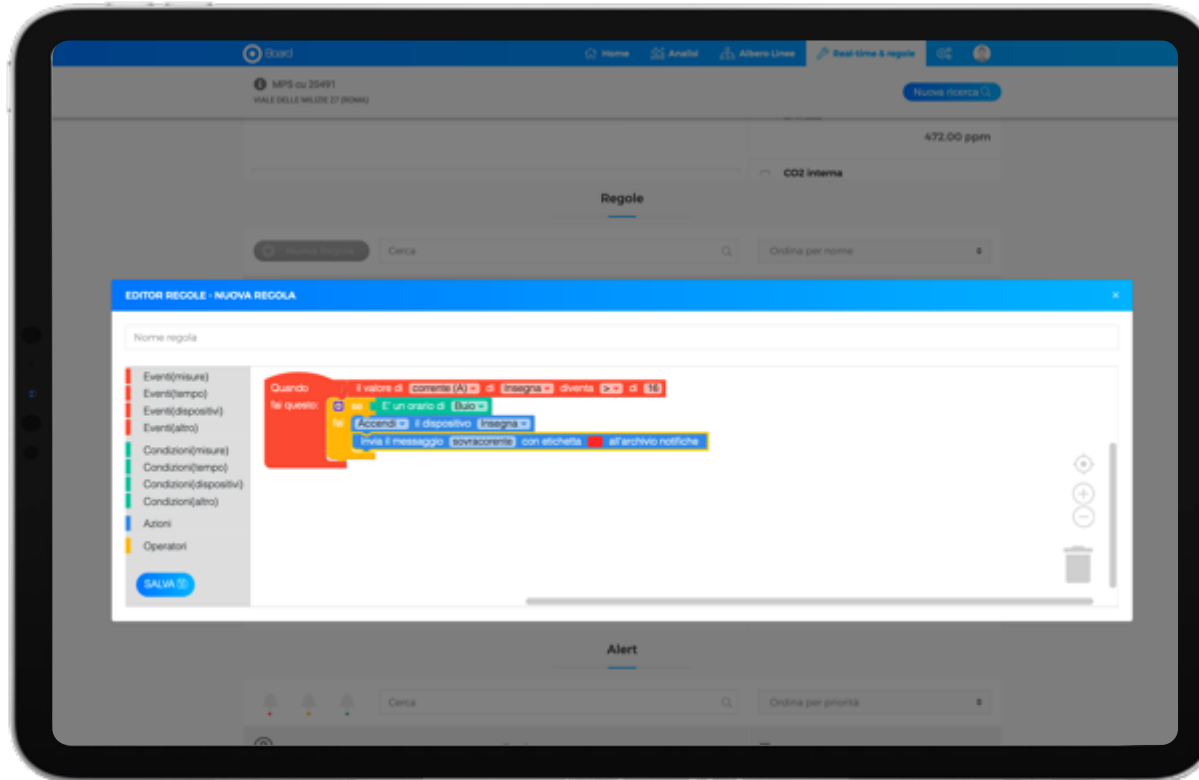 Board
Home
Analisi
Albero Linee
Real-time & regole
MPS cu 20491
VIALE DELLE MILIZIE 27 (ROMA)
Nuova ricerca
472.00 ppm
CO2 interna
Regole
Nuova Regola
Cerca
Ordina per nome
EDITOR REGOLE - NUOVA REGOLA
×
Nome regola
Eventi(misure)
Eventi(tempo)
Eventi(dispositivi)
Eventi(altro)
Condizioni(misure)
Condizioni(tempo)
Condizioni(dispositivi)
Condizioni(altro)
Azioni
Operatori
SALVA
Quando il valore di corrente (A) di Insegna diventa > di 16
fai questo: se E' un orario di Buio
fai Accendi il dispositivo Insegna
Invia il messaggio sovracorente con etichetta all'archivio notifiche
Alert
Cerca
Ordina per priorità